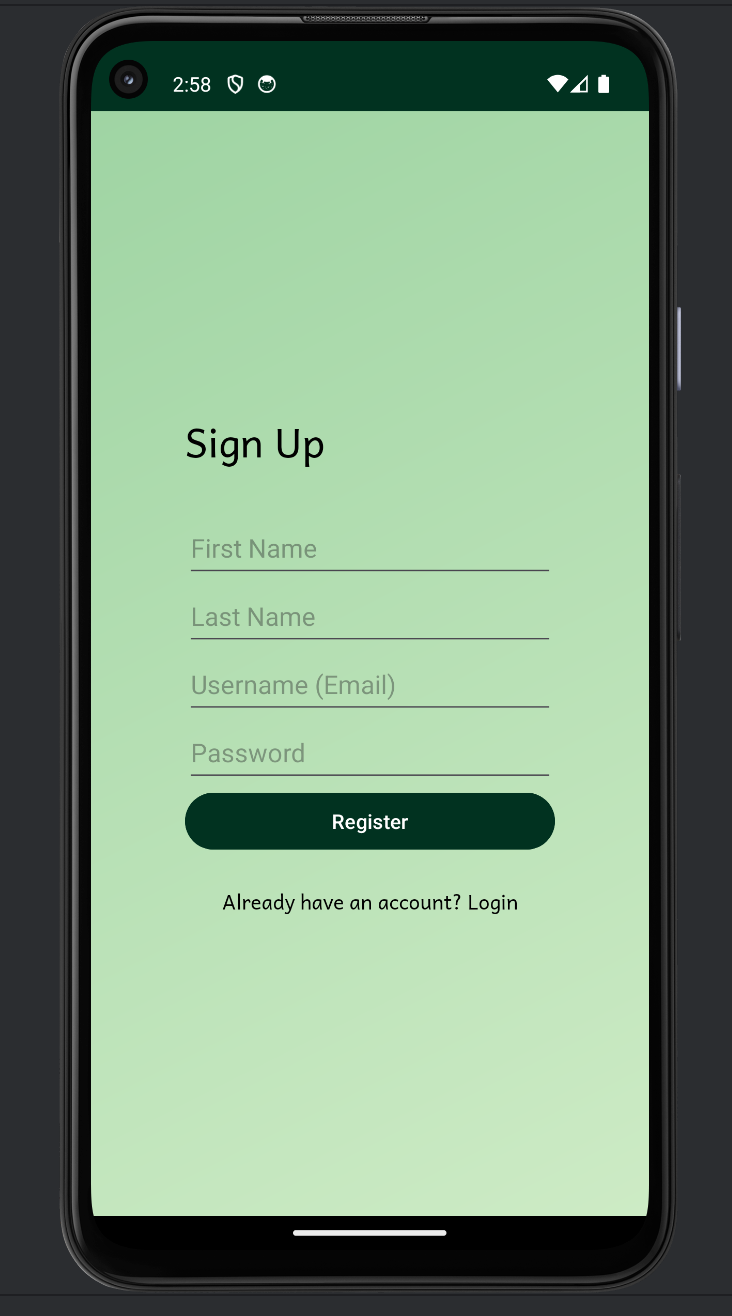 2:58
Sign Up
First Name
Last Name
Username (Email)
Password
Register
Already have an account? Login